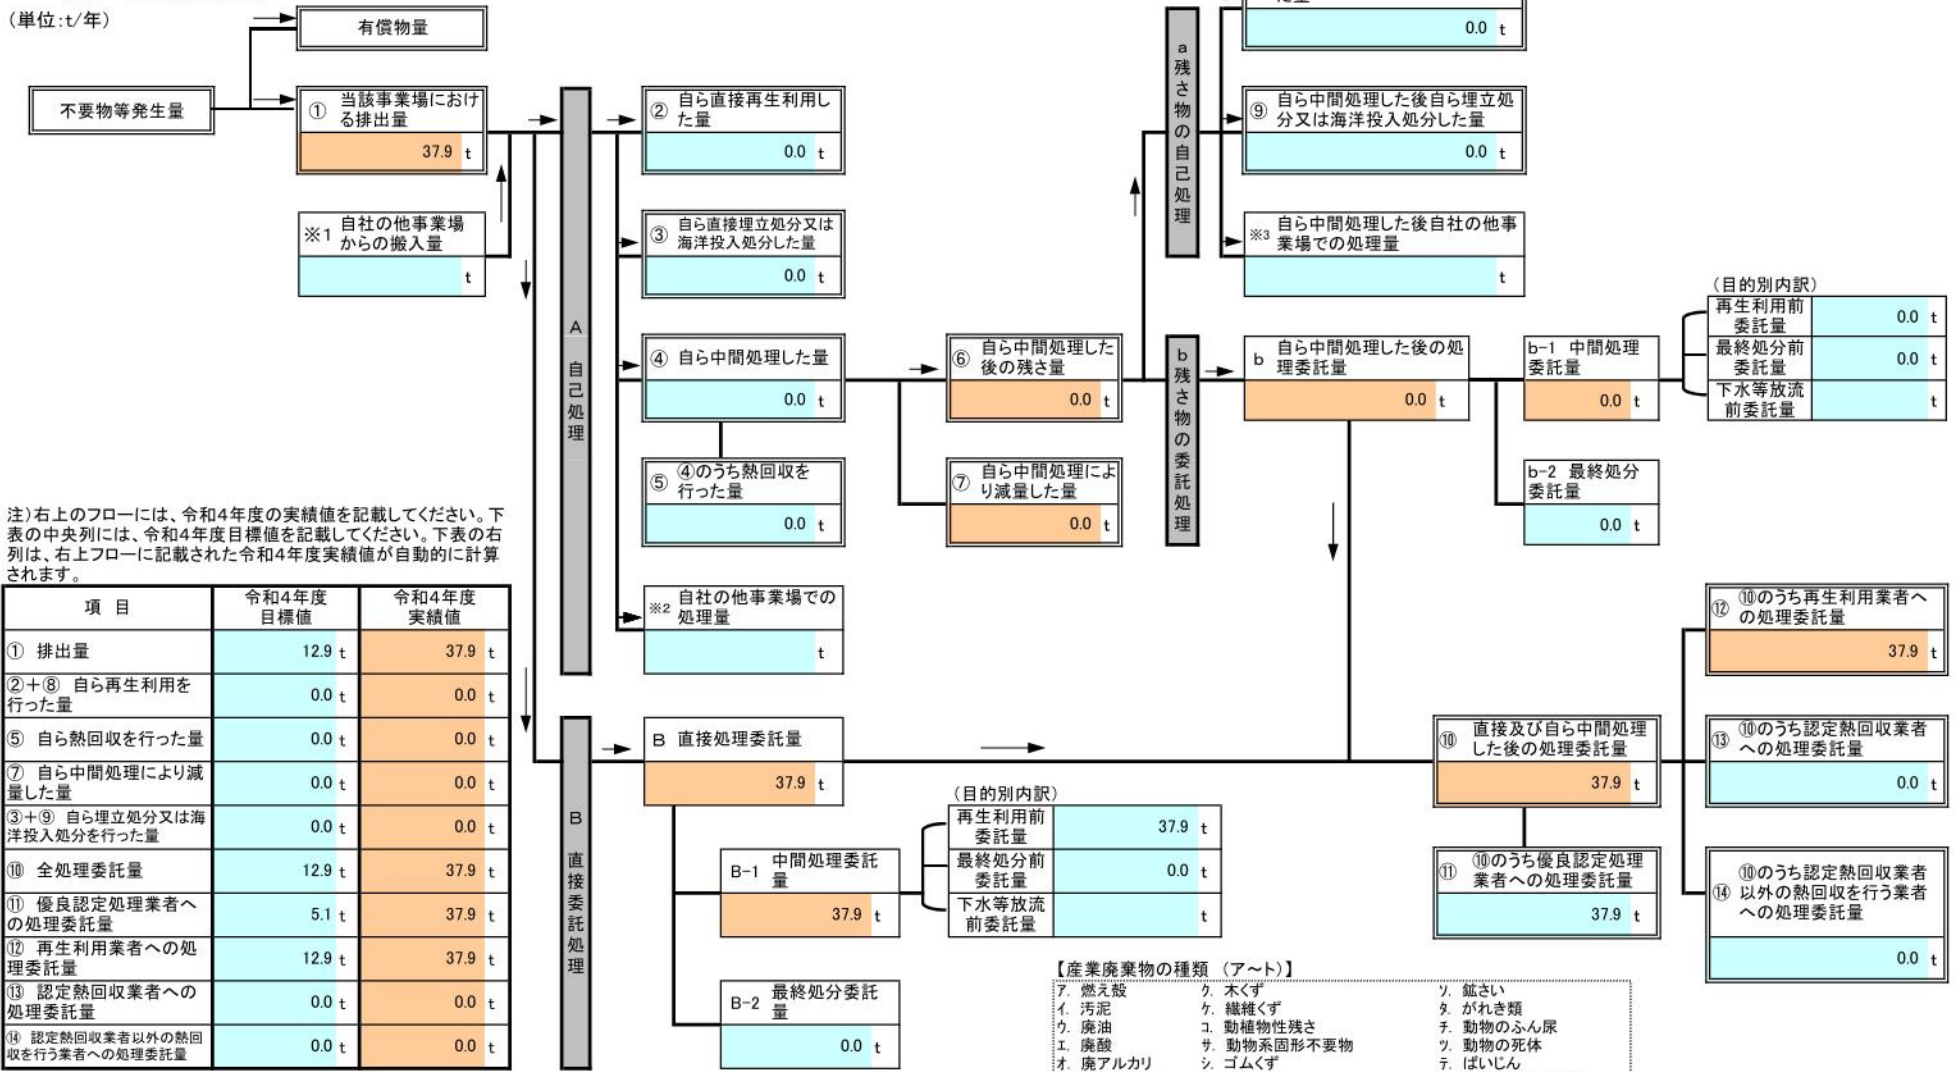 (単位:t/年)
有償物量
不要物等発生量
① 当該事業場におけ
る排出量
37.9 t
※1 自社の他事業場
からの搬入量
t
A 自己処理
② 自ら直接再生利用し
た量
0.0 t
③ 自ら直接埋立処分又は
海洋投入処分した量
0.0 t
④ 自ら中間処理した量
0.0 t
⑤ ④のうち熱回収を
行った量
0.0 t
※2 自社の他事業場での
処理量
t
⑥ 自ら中間処理した
後の残さ量
0.0 t
⑦ 自ら中間処理によ
り減量した量
0.0 t
a 残さ物の自己処理
0.0 t
⑨ 自ら中間処理した後自ら埋立処
分又は海洋投入処分した量
0.0 t
※3 自ら中間処理した後自社の他事
業場での処理量
t
b 残さ物の委託処理
b 自ら中間処理した後の処
理委託量
0.0 t
b-1 中間処理
委託量
0.0 t
(目的別内訳)
再生利用前
委託量
0.0 t
最終処分前
委託量
0.0 t
下水等放流
前委託量
t
b-2 最終処分
委託量
0.0 t
注)右上のフローには、令和4年度の実績値を記載してください。下
表の中央列には、令和4年度目標値を記載してください。下表の右
列は、右上フローに記載された令和4年度実績値が自動的に計算
されます。
項 目 令和4年度 令和4年度
目標値 実績値
① 排出量 12.9 t 37.9 t
②+⑧ 自ら再生利用を
行った量 0.0 t 0.0 t
⑤ 自ら熱回収を行った量 0.0 t 0.0 t
⑦ 自ら中間処理により減
量した量 0.0 t 0.0 t
③+⑨ 自ら埋立処分又は海
洋投入処分を行った量 0.0 t 0.0 t
⑩ 全処理委託量 12.9 t 37.9 t
⑪ 優良認定処理業者へ
の処理委託量 5.1 t 37.9 t
⑫ 再生利用業者への処
理委託量 12.9 t 37.9 t
⑬ 認定熱回収業者への
処理委託量 0.0 t 0.0 t
⑭ 認定熱回収業者以外の熱回
収を行う業者への処理委託量 0.0 t 0.0 t
B 直接委託処理
B 直接処理委託量
37.9 t
B-1 中間処理委託
量
37.9 t
(目的別内訳)
再生利用前
委託量
37.9 t
最終処分前
委託量
0.0 t
下水等放流
前委託量
t
B-2 最終処分委託
量
0.0 t
⑩ 直接及び自ら中間処理
した後の処理委託量
37.9 t
⑪ ⑩のうち優良認定処理
業者への処理委託量
37.9 t
⑫ ⑩のうち再生利用業者へ
の処理委託量
37.9 t
⑬ ⑩のうち認定熱回収業者
への処理委託量
0.0 t
⑭ ⑩のうち認定熱回収業者
以外の熱回収を行う業者
への処理委託量
0.0 t
【産業廃棄物の種類 (ア~ト)】
ア. 燃え殻 ク. 木くず ソ. 鉱さい
イ. 汚泥 ケ. 繊維くず タ. がれき類
ウ. 廃油 コ. 動植物性残さ チ. 動物のふん尿
エ. 廃酸 サ. 動物系固形不要物 ツ. 動物の死体
オ. 廃アルカリ シ. ゴムくず テ. ばいじん